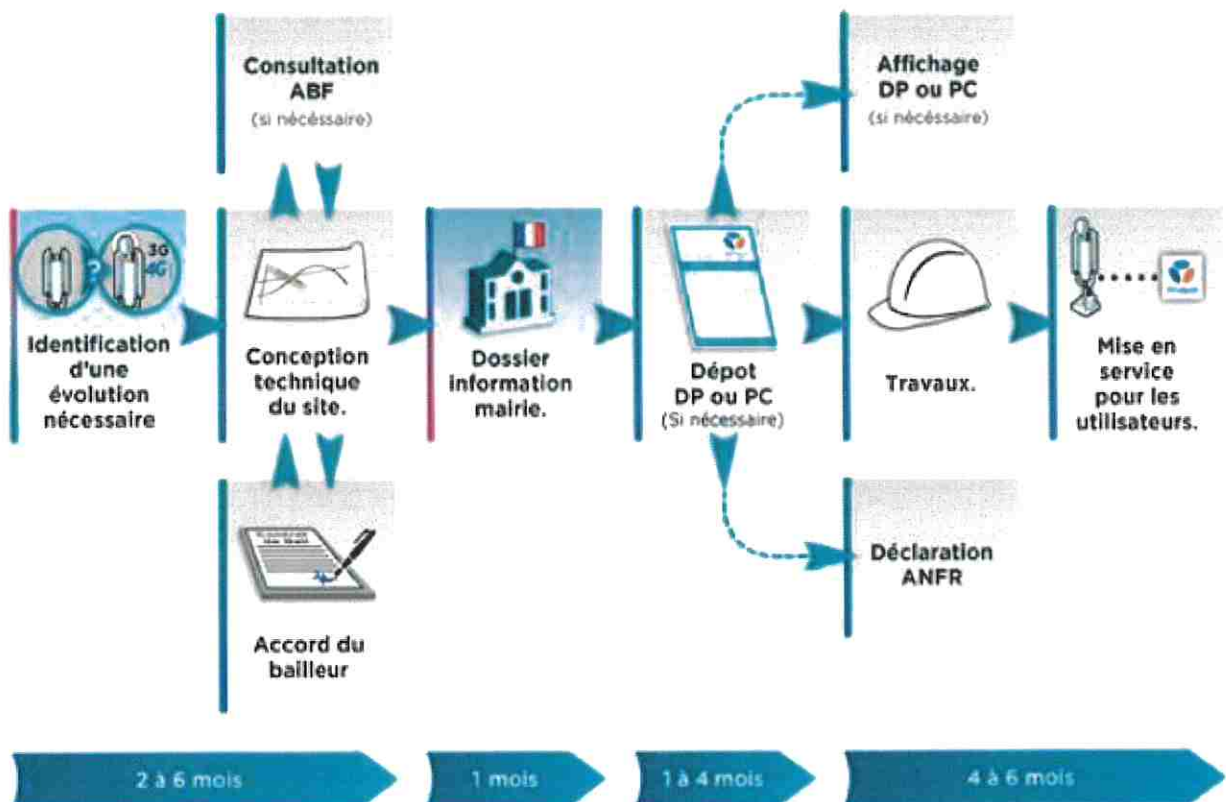 Consultation
ABF
(si nécéssaire)
Affichage
DP ou PC
(si nécéssaire)
3G
4G
?
Identification
d'une
évolution
nécessaire
Conception
technique
du site.
Dossier
information
mairie.
Dépot
DP ou PC
(Si nécessaire)
Travaux.
Mise en
service
pour les
utilisateurs.
Accord du
bailleur
Déclaration
ANFR
2 à 6 mois
1 mois
1 à 4 mois
4 à 6 mois